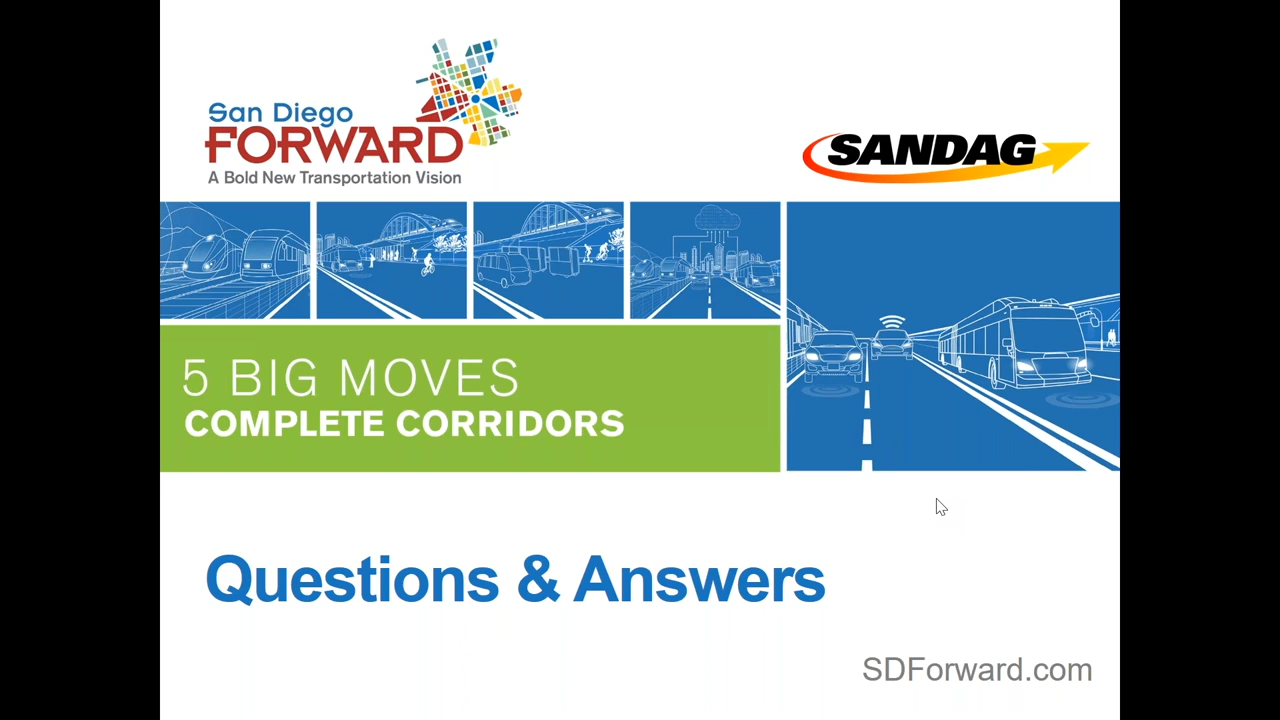 San Diego
FORWARD
A Bold New Transportation Vision
SANDAG
5 BIG MOVES
COMPLETE CORRIDORS
Questions & Answers
SDForward.com